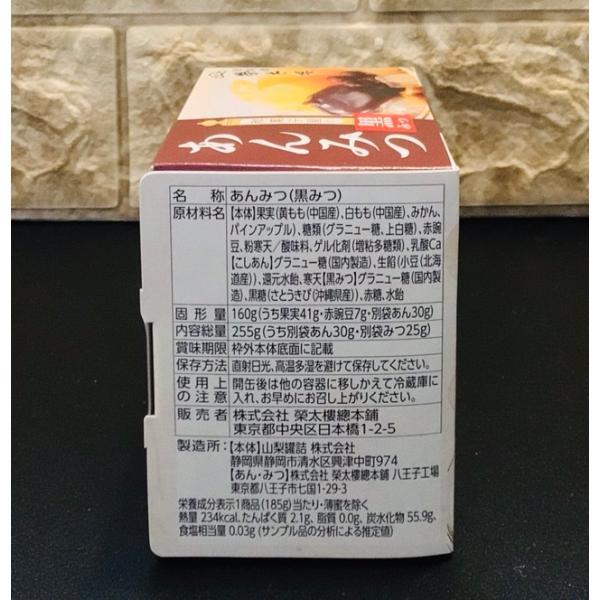 あんみつ
名称 あんみつ(黒みつ)
原材料名 【本体】果実(黄もも(中国産)、白もも(中国産)、みかん、
パインアップル)、糖類(グラニュー糖、上白糖)、赤豌
豆、粉寒天/酸味料、ゲル化剤(増粘多糖類)、乳酸Ca
【こしあん】グラニュー糖(国内製造)、生餡(小豆(北海
道産))、還元水飴、寒天【黒みつ】グラニュー糖(国内製
造)、黒糖(さとうきび(沖縄県産))、赤糖、水飴
固形量 160g(うち果実41g・赤豌豆7g・別袋あん30g)
内容総量 255g(うち別袋あん30g・別袋みつ25g)
賞味期限 枠外本体底面に記載
保存方法 直射日光、高温多湿を避けて保存してください。
使用上 開缶後は他の容器に移しかえて冷蔵庫に
の注意 入れ、お早めにお召し上がりください。
販売者 株式会社 榮太樓總本鋪
東京都中央区日本橋1-2-5
製造所: 【本体】山梨罐詰 株式会社
静岡県静岡市清水区興津中町974
【あん・みつ】株式会社 榮太樓總本鋪 八王子工場
東京都八王子市七国1-29-3
栄養成分表示1商品(185g)当たり・薄蜜を除く
熱量 234kcal、たんぱく質 2.1g、脂質 0.0g、炭水化物 55.9g、
食塩相当量 0.03g (サンプル品の分析による推定値)